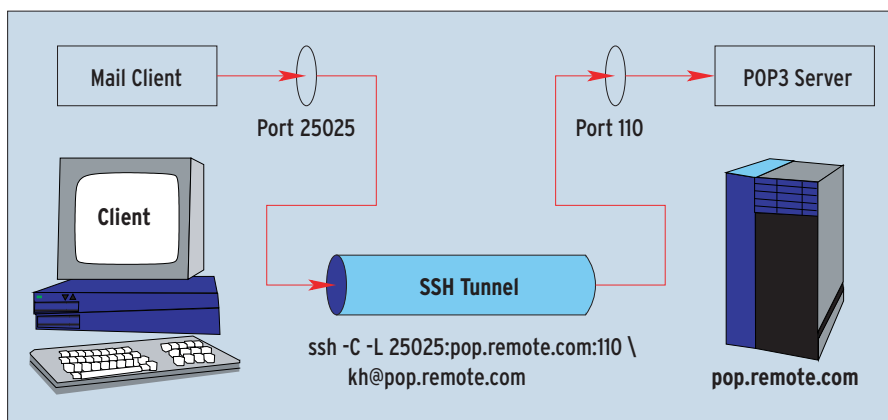 Mail Client
POP3 Server
Port 25025
Port 110
Client
SSH Tunnel
ssh -C -L 25025:pop.remote.com:110 \
kh@pop.remote.com
pop.remote.com